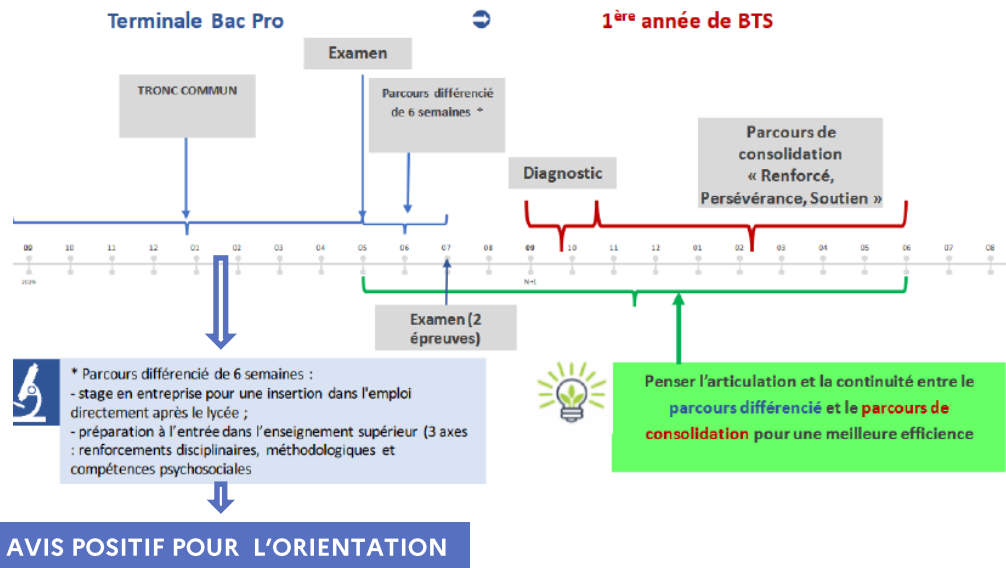 Terminale Bac Pro
1ère année de BTS
Examen
TRONC COMMUN
Parcours différencié
de 6 semaines *
Parcours de
consolidation
« Renforcé,
Persévérance, Soutien »
Diagnostic
09 10 11 12 01 02 03 04 05 06 07 08 09 10 11 12 01 02 03 04 05 06 07 08
N+1
Examen (2
épreuves)
* Parcours différencié de 6 semaines :
- stage en entreprise pour une insertion dans l'emploi
directement après le lycée ;
- préparation à l'entrée dans l'enseignement supérieur (3 axes
: renforcements disciplinaires, méthodologiques et
compétences psychosociales
Penser l'articulation et la continuité entre le
parcours différencié et le parcours de
consolidation pour une meilleure efficience
AVIS POSITIF POUR L'ORIENTATION